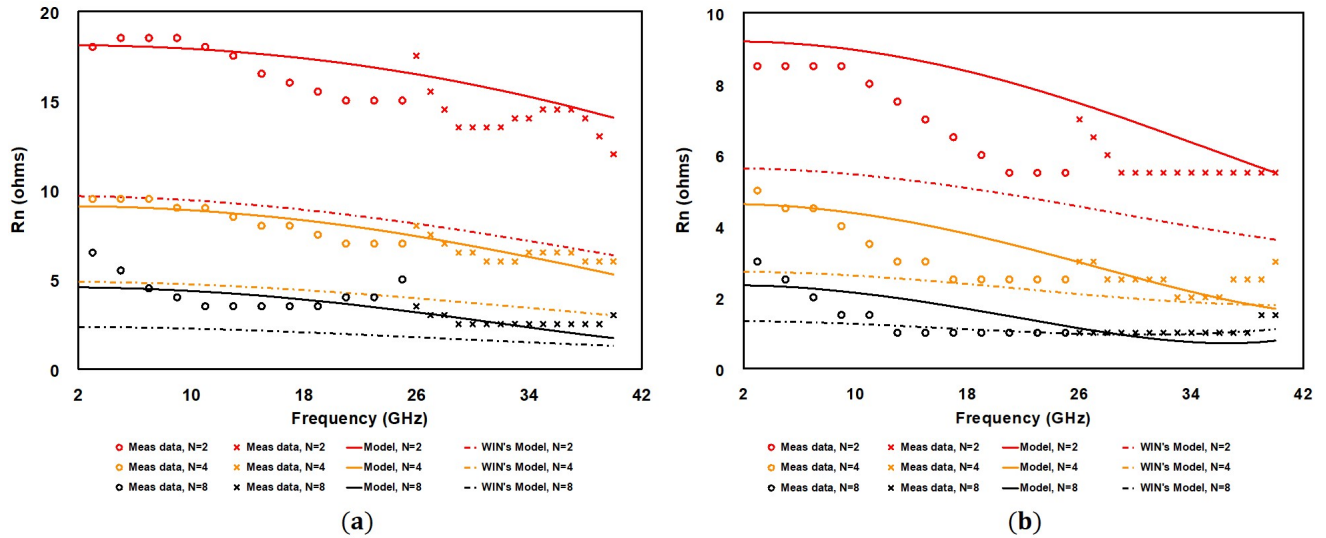 20
15
10
5
0
Rn (ohms)
2 10 18 26 34 42
Frequency (GHz)
Meas data, N=2 Meas data, N=2 Model, N=2 WIN's Model, N=2
Meas data, N=4 Meas data, N=4 Model, N=4 WIN's Model, N=4
Meas data, N=8 Meas data, N=8 Model, N=8 WIN's Model, N=8
(a)
10
8
6
4
2
0
Rn (ohms)
2 10 18 26 34 42
Frequency (GHz)
Meas data, N=2 Meas data, N=2 Model, N=2 WIN's Model, N=2
Meas data, N=4 Meas data, N=4 Model, N=4 WIN's Model, N=4
Meas data, N=8 Meas data, N=8 Model, N=8 WIN's Model, N=8
(b)